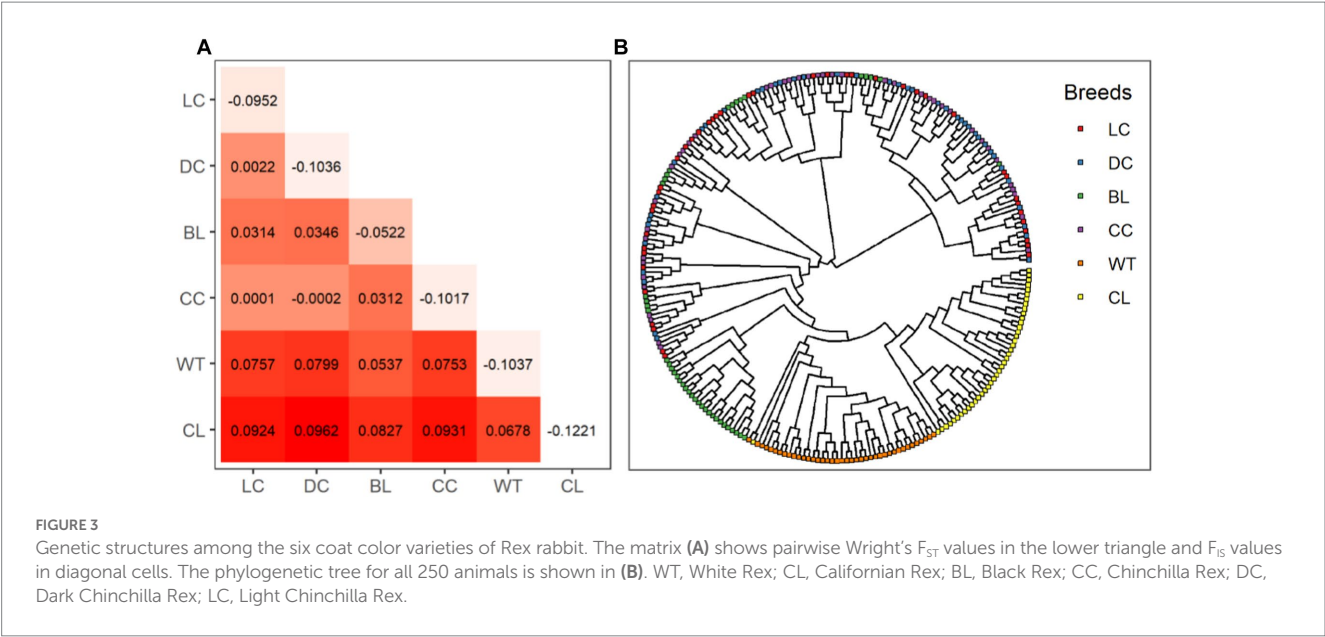 A
LC -0.0952
DC 0.0022 -0.1036
BL 0.0314 0.0346 -0.0522
CC 0.0001 -0.0002 0.0312 -0.1017
WT 0.0757 0.0799 0.0537 0.0753 -0.1037
CL 0.0924 0.0962 0.0827 0.0931 0.0678 -0.1221
LC DC BL CC WT CL
B
Breeds
LC
DC
BL
CC
WT
CL
FIGURE 3
Genetic structures among the six coat color varieties of Rex rabbit. The matrix (A) shows pairwise Wright's FST values in the lower triangle and FIS values
in diagonal cells. The phylogenetic tree for all 250 animals is shown in (B). WT, White Rex; CL, Californian Rex; BL, Black Rex; CC, Chinchilla Rex; DC,
Dark Chinchilla Rex; LC, Light Chinchilla Rex.